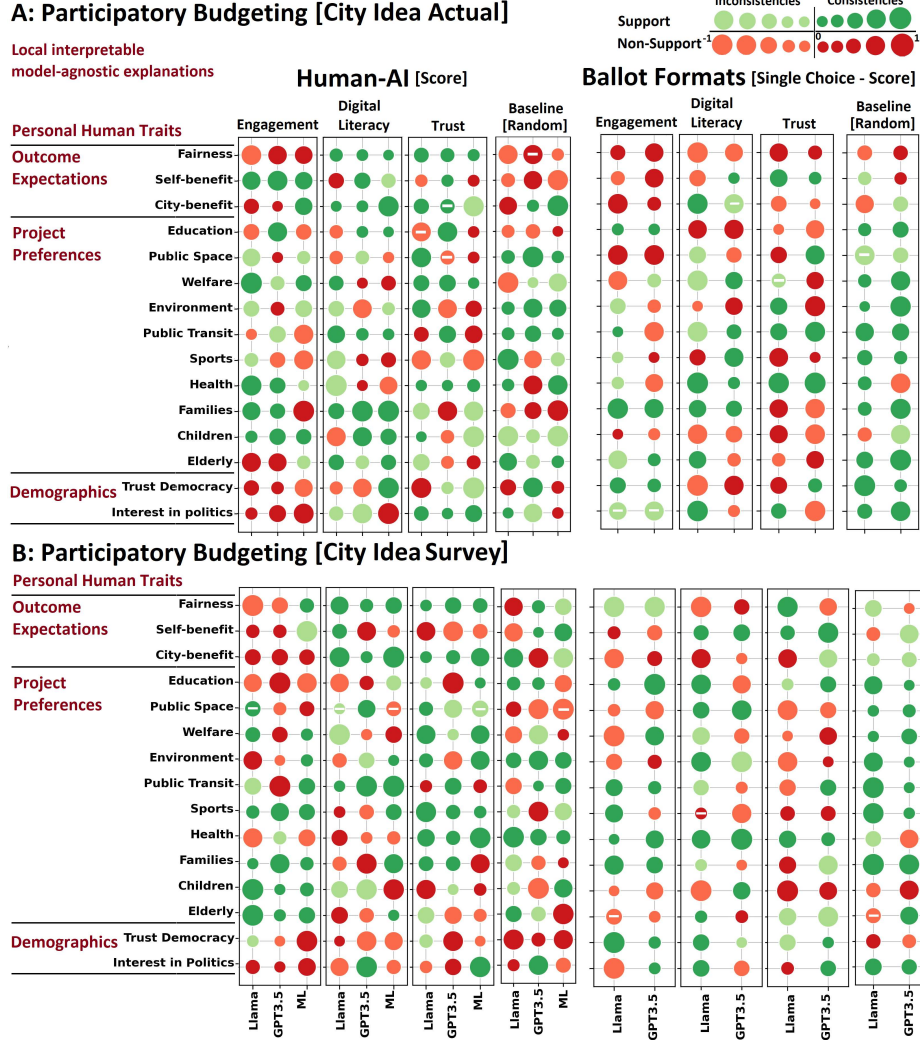 A: Participatory Budgeting [City Idea Actual]
Inconsistencies Consistencies
Support
Non-Support
-1 0 1
Local interpretable
model-agnostic explanations
Human-AI [Score]
Ballot Formats [Single Choice - Score]
Personal Human Traits
Engagement Digital Literacy Trust Baseline [Random]
Engagement Digital Literacy Trust Baseline [Random]
Outcome Expectations
Fairness
Self-benefit
City-benefit
Project Preferences
Education
Public Space
Welfare
Environment
Public Transit
Sports
Health
Families
Children
Elderly
Demographics
Trust Democracy
Interest in politics
B: Participatory Budgeting [City Idea Survey]
Personal Human Traits
Outcome Expectations
Fairness
Self-benefit
City-benefit
Project Preferences
Education
Public Space
Welfare
Environment
Public Transit
Sports
Health
Families
Children
Elderly
Demographics
Trust Democracy
Interest in Politics
Llama GPT3.5 ML Llama GPT3.5 ML Llama GPT3.5 ML Llama GPT3.5 ML Llama GPT3.5 Llama GPT3.5 Llama GPT3.5 Llama GPT3.5